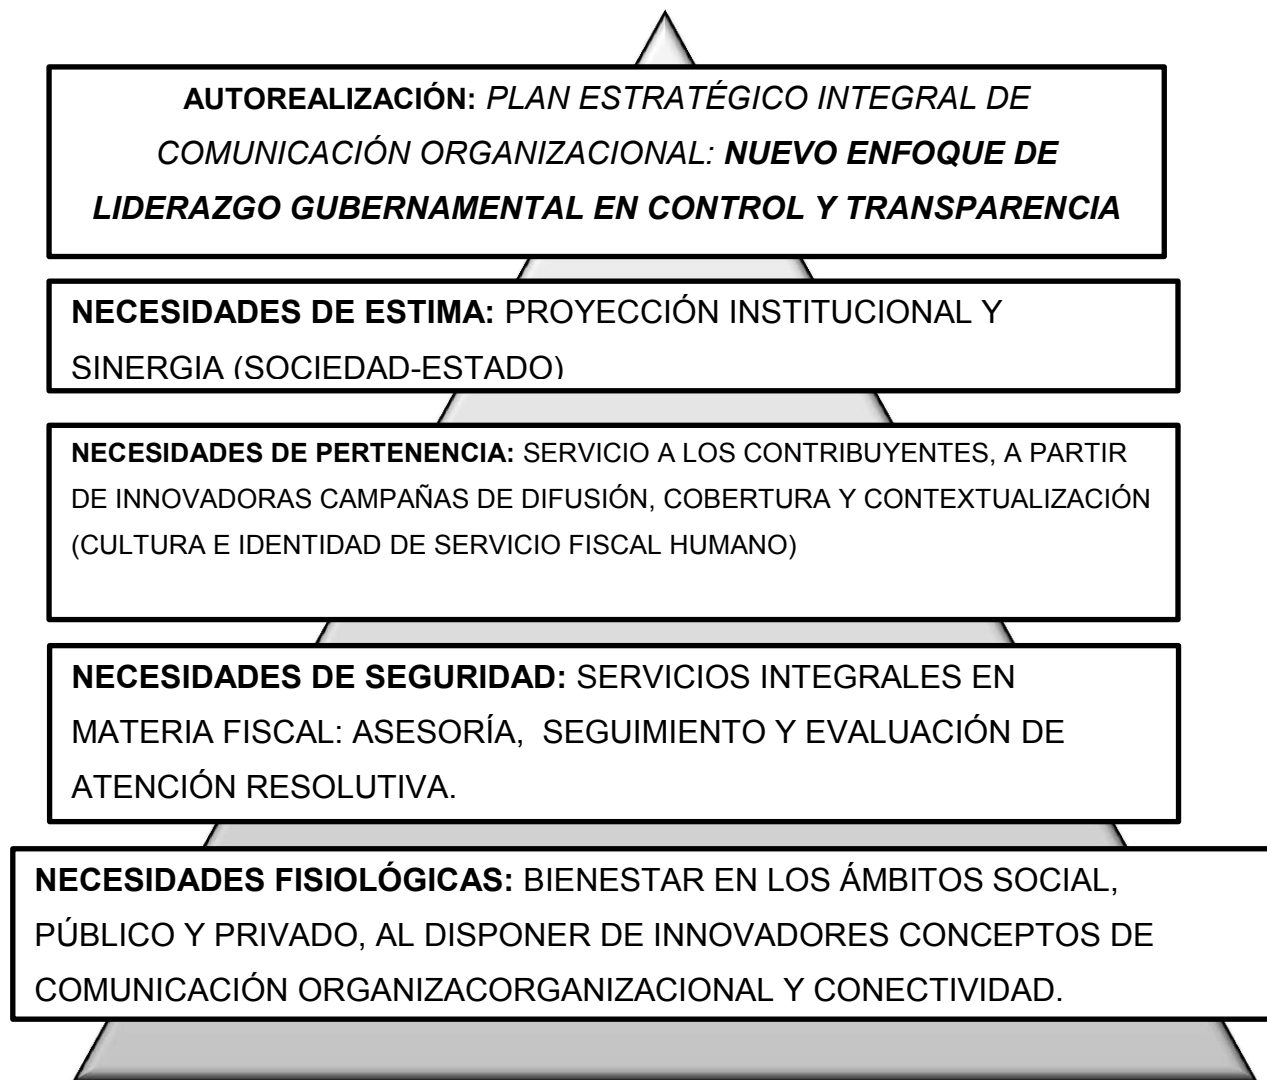 AUTOREALIZACIÓN: PLAN ESTRATÉGICO INTEGRAL DE
COMUNICACIÓN ORGANIZACIONAL: NUEVO ENFOQUE DE
LIDERAZGO GUBERNAMENTAL EN CONTROL Y TRANSPARENCIA
NECESIDADES DE ESTIMA: PROYECCIÓN INSTITUCIONAL Y
SINERGIA (SOCIEDAD-ESTADO)
NECESIDADES DE PERTENENCIA: SERVICIO A LOS CONTRIBUYENTES, A PARTIR
DE INNOVADORAS CAMPAÑAS DE DIFUSIÓN, COBERTURA Y CONTEXTUALIZACIÓN
(CULTURA E IDENTIDAD DE SERVICIO FISCAL HUMANO)
NECESIDADES DE SEGURIDAD: SERVICIOS INTEGRALES EN
MATERIA FISCAL: ASESORÍA, SEGUIMIENTO Y EVALUACIÓN DE
ATENCIÓN RESOLUTIVA.
NECESIDADES FISIOLÓGICAS: BIENESTAR EN LOS ÁMBITOS SOCIAL,
PÚBLICO Y PRIVADO, AL DISPONER DE INNOVADORES CONCEPTOS DE
COMUNICACIÓN ORGANIZACORGANIZACIONAL Y CONECTIVIDAD.